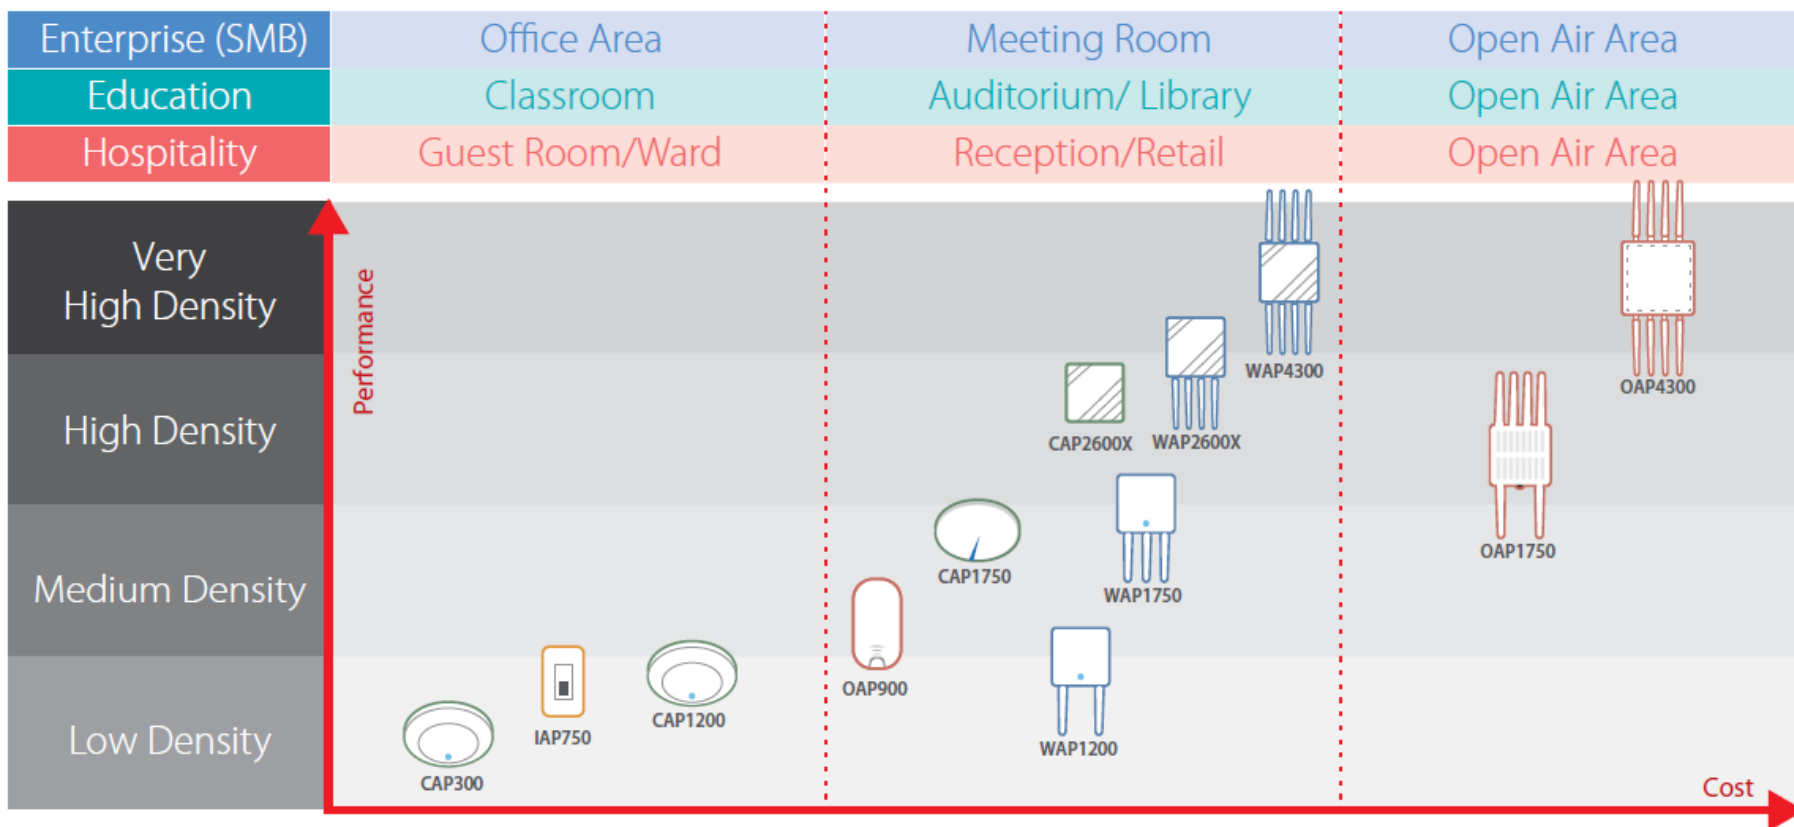 Enterprise (SMB) Office Area Meeting Room Open Air Area
Education Classroom Auditorium/ Library Open Air Area
Hospitality Guest Room/Ward Reception/Retail Open Air Area
Very
High Density
Performance
WAP4300
OAP4300
High Density
CAP2600X WAP2600X
OAP1750
Medium Density
CAP1750
WAP1750
OAP900
Low Density
CAP1200
IAP750
WAP1200
CAP300
Cost